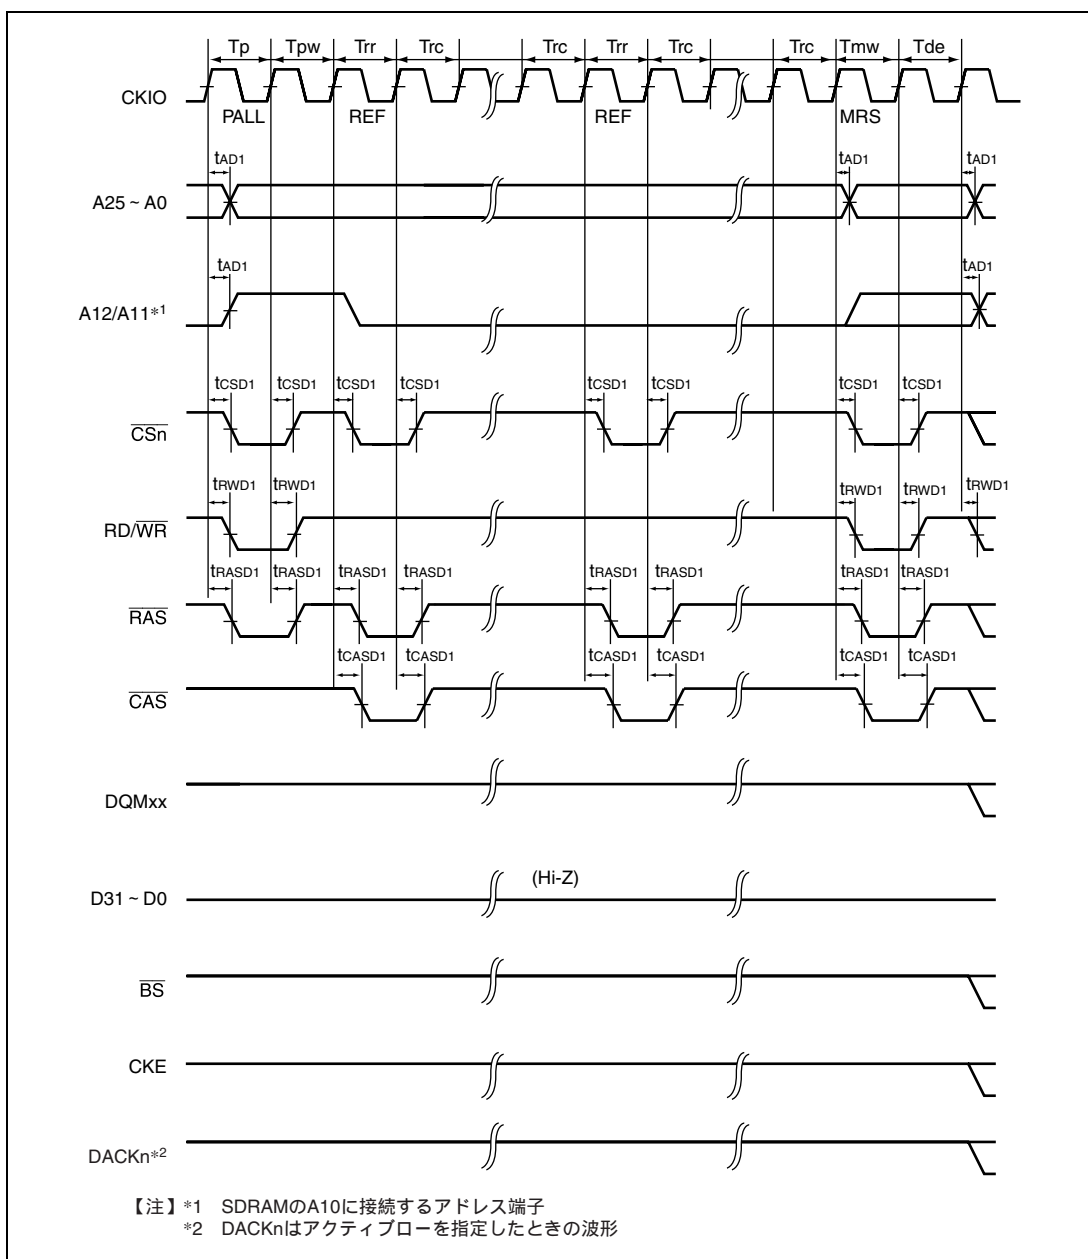 Tp Tpw Trr Trc Trc Trr Trc Trc Tmw Tde
CKIO
PALL REF REF MRS
tAD1 tAD1 tAD1
A25 ~ A0
tAD1 tAD1
A12/A11*1
tCSD1 tCSD1 tCSD1 tCSD1 tCSD1 tCSD1 tCSD1 tCSD1
CSn
tRWD1 tRWD1 tRWD1 tRWD1 tRWD1
RD/WR
tRASD1 tRASD1 tRASD1 tRASD1 tRASD1 tRASD1 tRASD1 tRASD1
RAS
tCASD1 tCASD1 tCASD1 tCASD1 tCASD1 tCASD1
CAS
DQMxx
(Hi-Z)
D31 ~ D0
BS
CKE
DACKn*2
【注】*1 SDRAMのA10に接続するアドレス端子
*2 DACKnはアクティブローを指定したときの波形